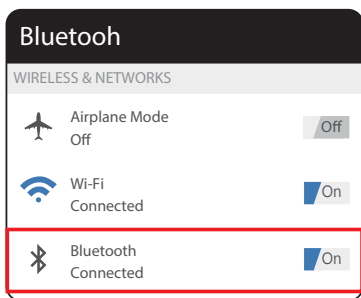 Bluetooh
WIRELESS & NETWORKS
Airplane Mode
Off
Off
Wi-Fi
Connected
On
Bluetooth
Connected
On